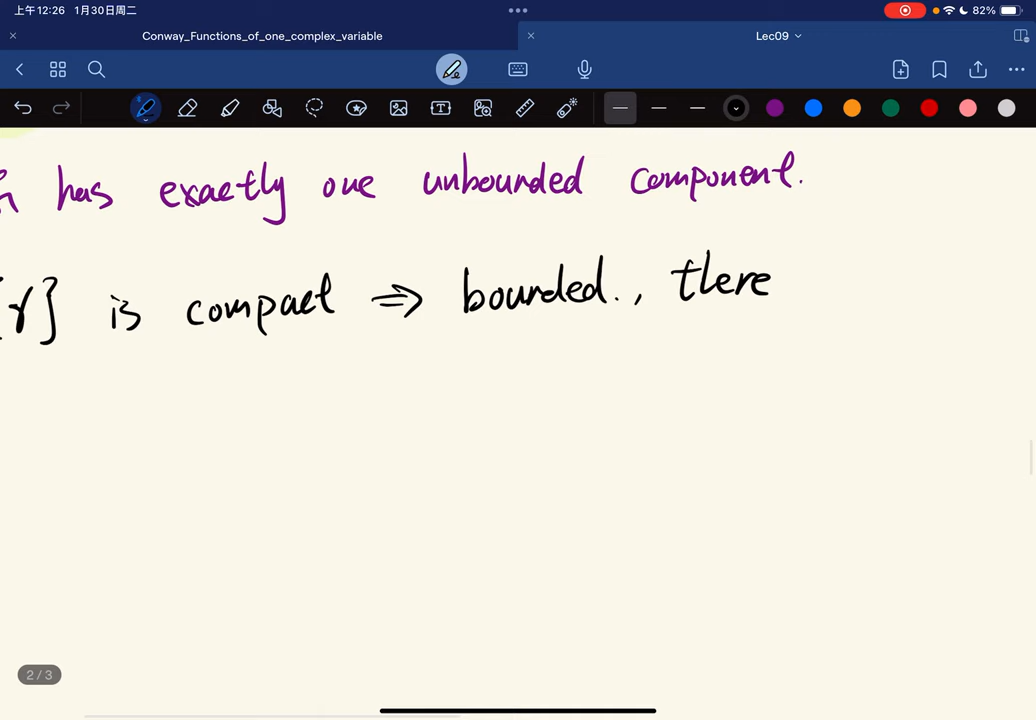 上午12:26 1月30日周二
82%
Conway_Functions_of_one_complex_variable
Lec09
has exactly one unbounded component.
{γ} is compact ⇒ bounded., there
2 / 3